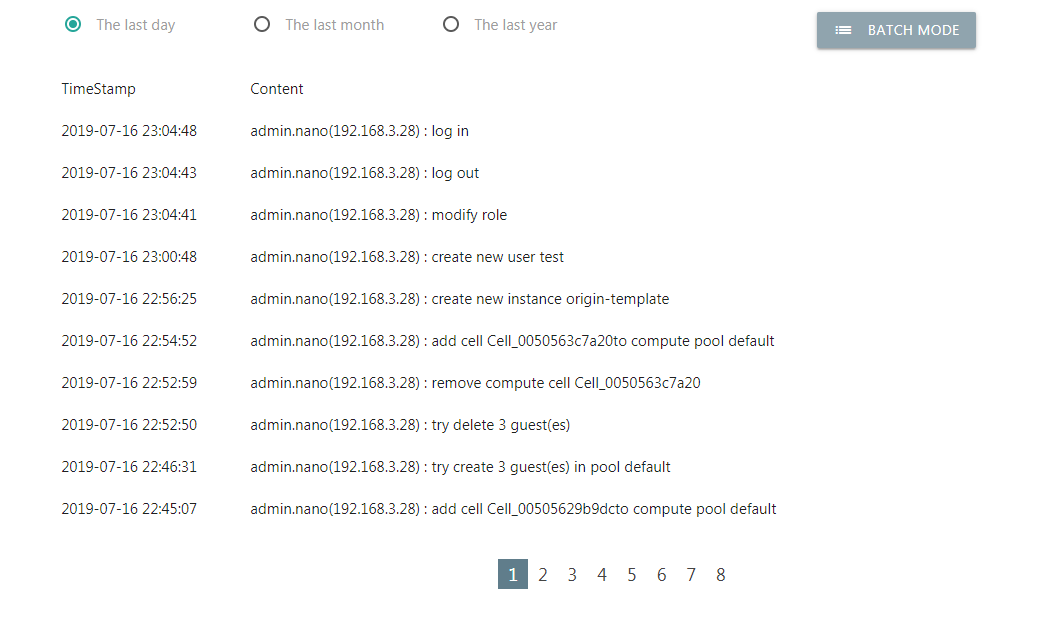 The last day The last month The last year BATCH MODE
TimeStamp Content
2019-07-16 23:04:48 admin.nano(192.168.3.28) : log in
2019-07-16 23:04:43 admin.nano(192.168.3.28) : log out
2019-07-16 23:04:41 admin.nano(192.168.3.28) : modify role
2019-07-16 23:00:48 admin.nano(192.168.3.28) : create new user test
2019-07-16 22:56:25 admin.nano(192.168.3.28) : create new instance origin-template
2019-07-16 22:54:52 admin.nano(192.168.3.28) : add cell Cell_0050563c7a20to compute pool default
2019-07-16 22:52:59 admin.nano(192.168.3.28) : remove compute cell Cell_0050563c7a20
2019-07-16 22:52:50 admin.nano(192.168.3.28) : try delete 3 guest(es)
2019-07-16 22:46:31 admin.nano(192.168.3.28) : try create 3 guest(es) in pool default
2019-07-16 22:45:07 admin.nano(192.168.3.28) : add cell Cell_00505629b9dcto compute pool default
1 2 3 4 5 6 7 8